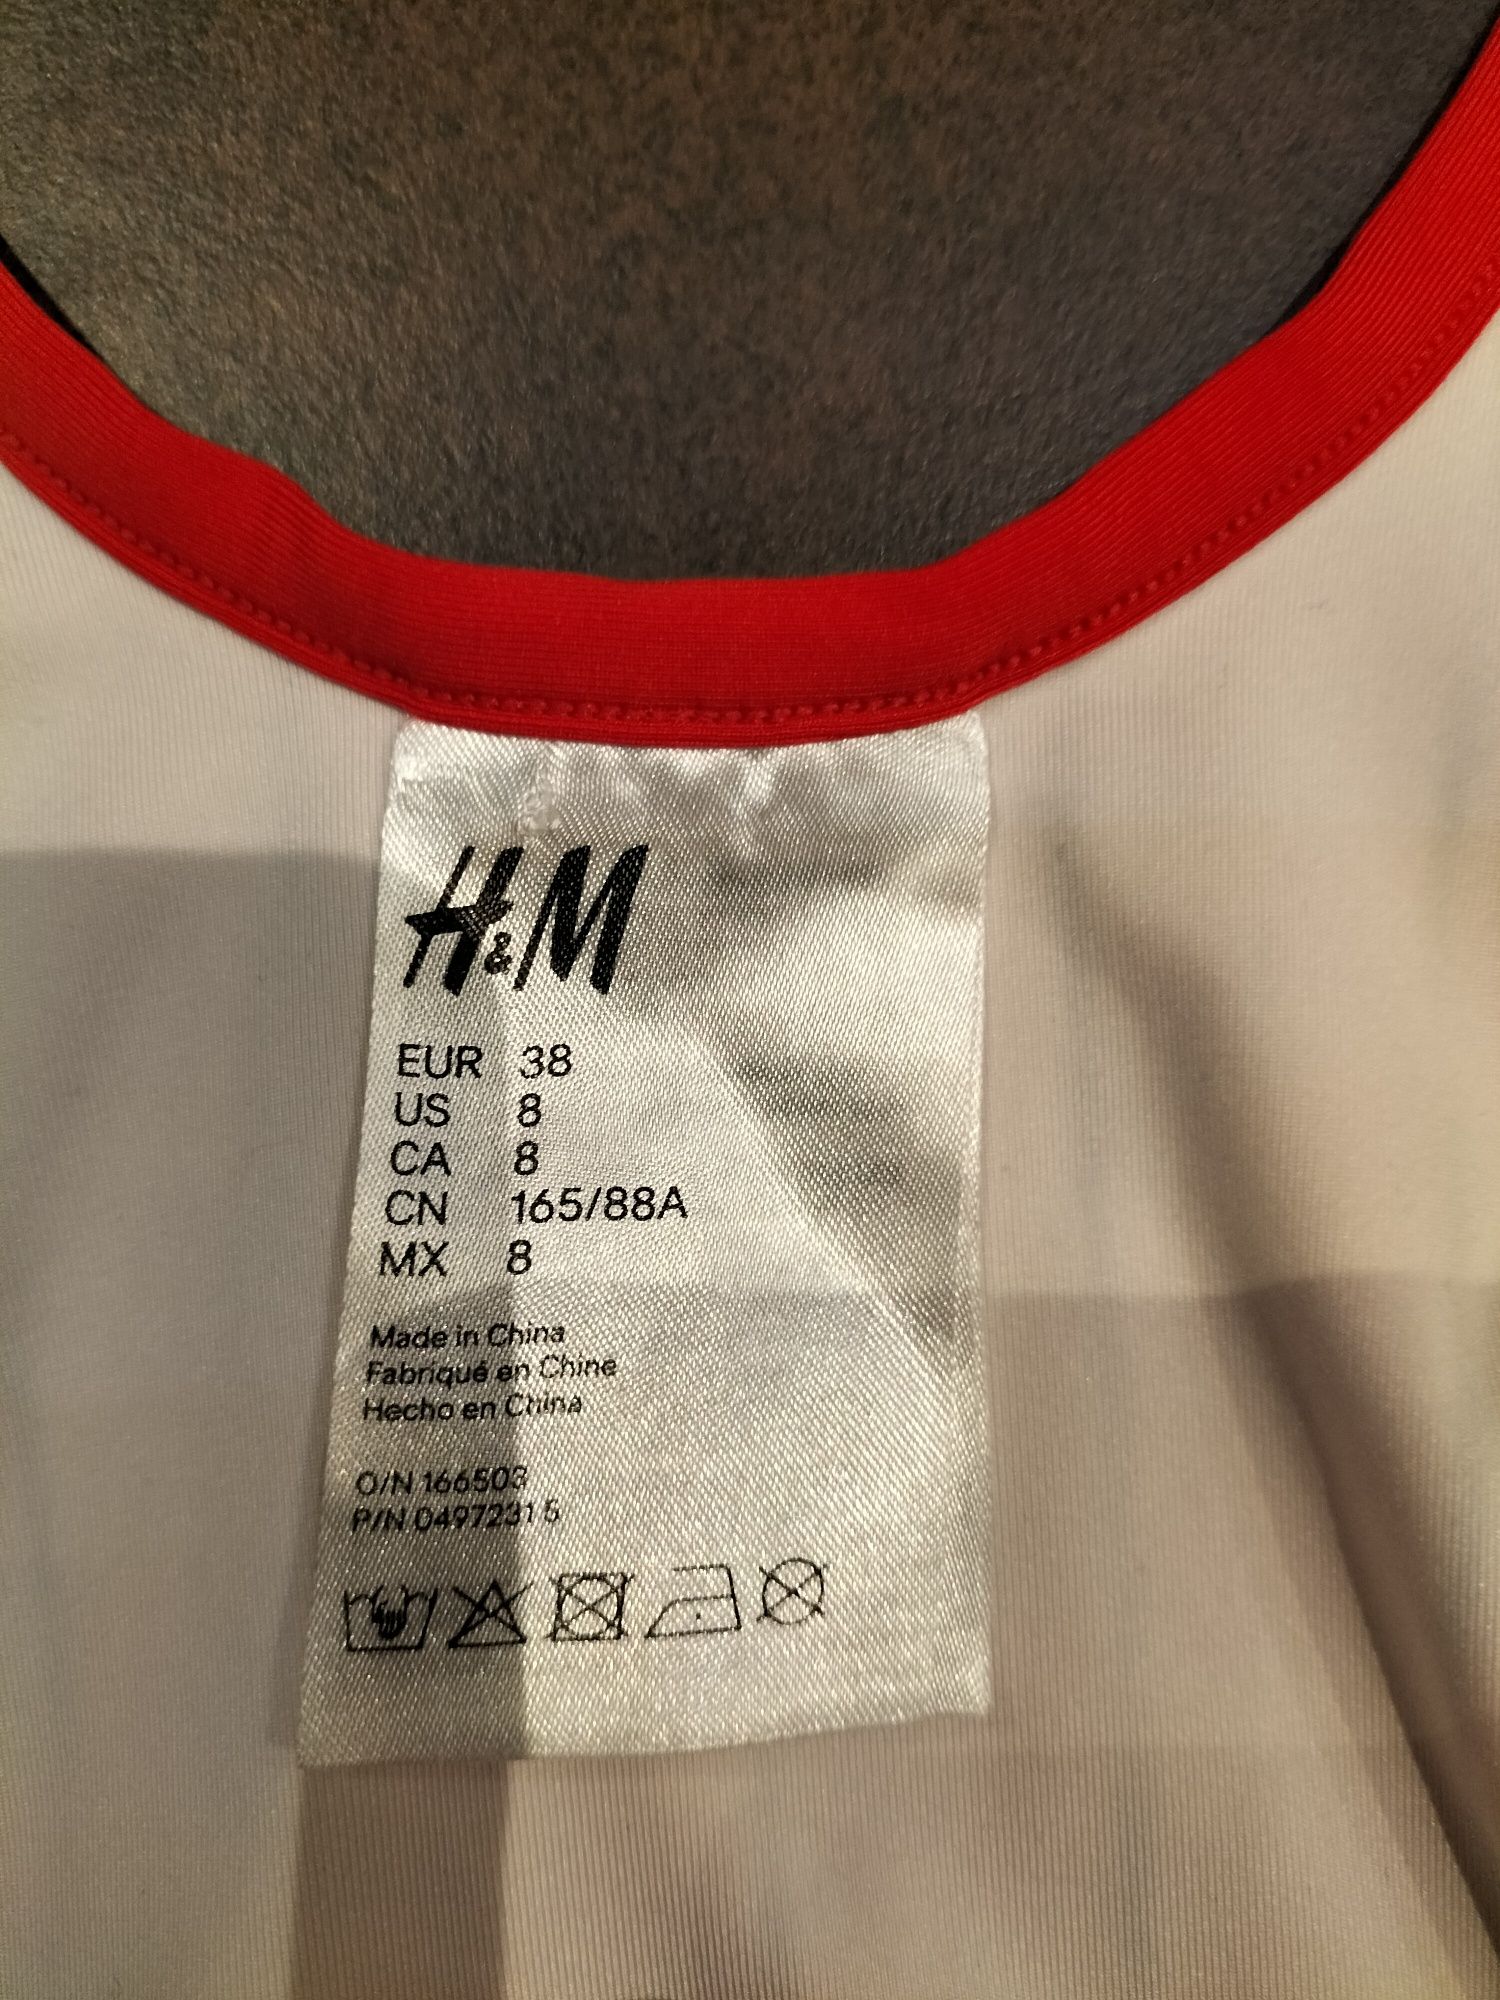 H&M
EUR 38
US 8
CA 8
CN 165/88A
MX 8
Made in China
Fabriqué en Chine
Hecho en China
O/N 166503
P/N 04972315